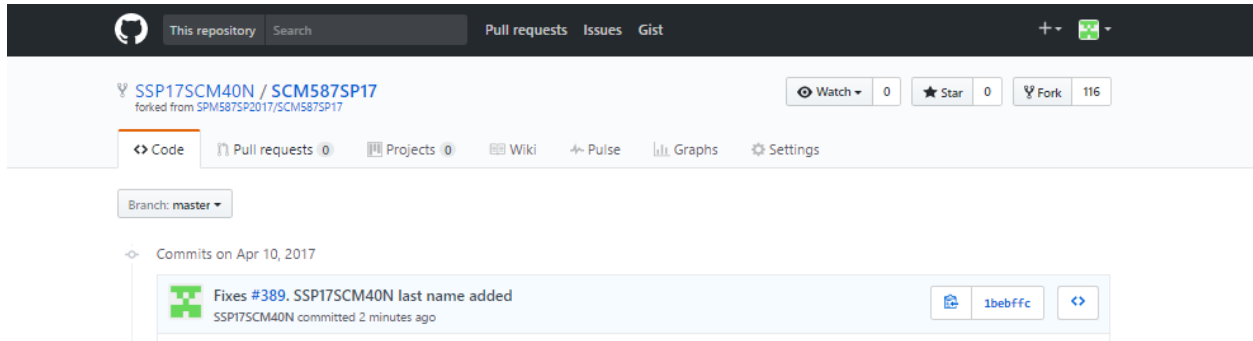 This repository Search Pull requests Issues Gist
SSP17SCM40N / SCM587SP17 Watch 0 Star 0 Fork 116
forked from SPM587SP2017/SCM587SP17
Code Pull requests 0 Projects 0 Wiki Pulse Graphs Settings
Branch: master
Commits on Apr 10, 2017
Fixes #389. SSP17SCM40N last name added 1bebffc
SSP17SCM40N committed 2 minutes ago